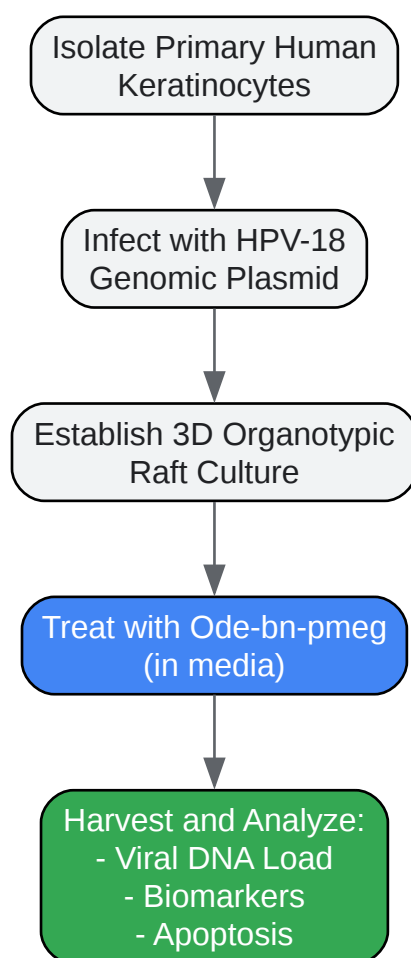 Isolate Primary Human
Keratinocytes
Infect with HPV-18
Genomic Plasmid
Establish 3D Organotypic
Raft Culture
Treat with Ode-bn-pmeg
(in media)
Harvest and Analyze:
- Viral DNA Load
- Biomarkers
- Apoptosis